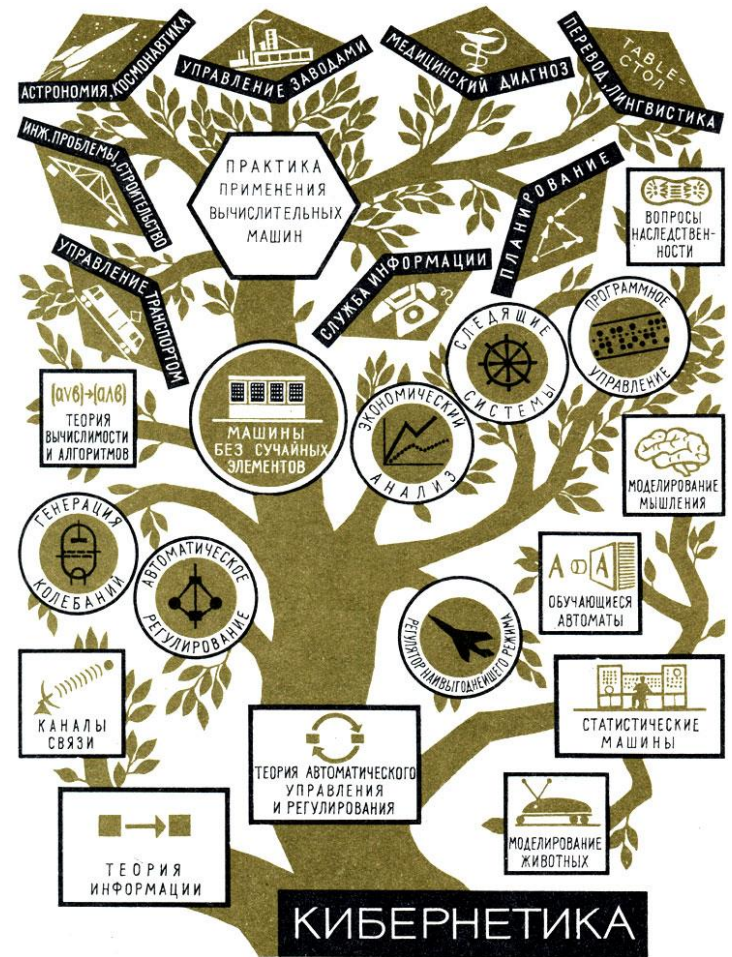 АСТРОНОМИЯ, КОСМОНАВТИКА
УПРАВЛЕНИЕ ЗАВОДАМИ
МЕДИЦИНСКИЙ ДИАГНОЗ
TABLE=
СТОЛ
ПЕРЕВОД, ЛИНГВИСТИКА
ИНЖ. ПРОБЛЕМЫ, СТРОИТЕЛЬСТВО
ПРАКТИКА
ПРИМЕНЕНИЯ
ВЫЧИСЛИТЕЛЬНЫХ
МАШИН
ПЛАНИРОВАНИЕ
ВОПРОСЫ
НАСЛЕДСТВЕН-
НОСТИ
УПРАВЛЕНИЕ ТРАНСПОРТОМ
СЛУЖБА ИНФОРМАЦИИ
СЛЕДЯЩИЕ
СИСТЕМЫ
ПРОГРАММНОЕ
УПРАВЛЕНИЕ
(αVв)→(αΛв)
ТЕОРИЯ
ВЫЧИСЛИМОСТИ
И АЛГОРИТМОВ
МАШИНЫ
БЕЗ СУЧАЙНЫХ
ЭЛЕМЕНТОВ
ЭКОНОМИЧЕСКИЙ
АНАЛИЗ
МОДЕЛИРОВАНИЕ
МЫШЛЕНИЯ
ГЕНЕРАЦИЯ
КОЛЕБАНИЙ
АВТОМАТИЧЕСКОЕ
РЕГУЛИРОВАНИЕ
А А
ОБУЧАЮЩИЕСЯ
АВТОМАТЫ
РЕГУЛЯТОР НАИВЫГОДНЕЙШЕГО РЕЖИМА
КАНАЛЫ
СВЯЗИ
СТАТИСТИЧЕСКИЕ
МАШИНЫ
ТЕОРИЯ АВТОМАТИЧЕСКОГО
УПРАВЛЕНИЯ
И РЕГУЛИРОВАНИЯ
МОДЕЛИРОВАНИЕ
ЖИВОТНЫХ
ТЕОРИЯ
ИНФОРМАЦИИ
КИБЕРНЕТИКА